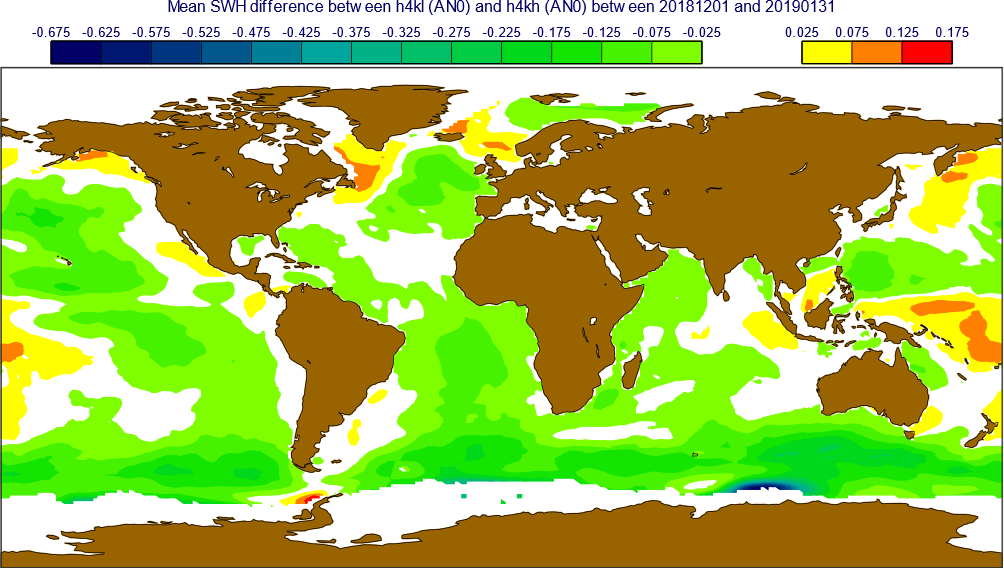 Mean SWH difference between h4kl (AN0) and h4kh (AN0) between 20181201 and 20190131
-0.675 -0.625 -0.575 -0.525 -0.475 -0.425 -0.375 -0.325 -0.275 -0.225 -0.175 -0.125 -0.075 -0.025 0.025 0.075 0.125 0.175